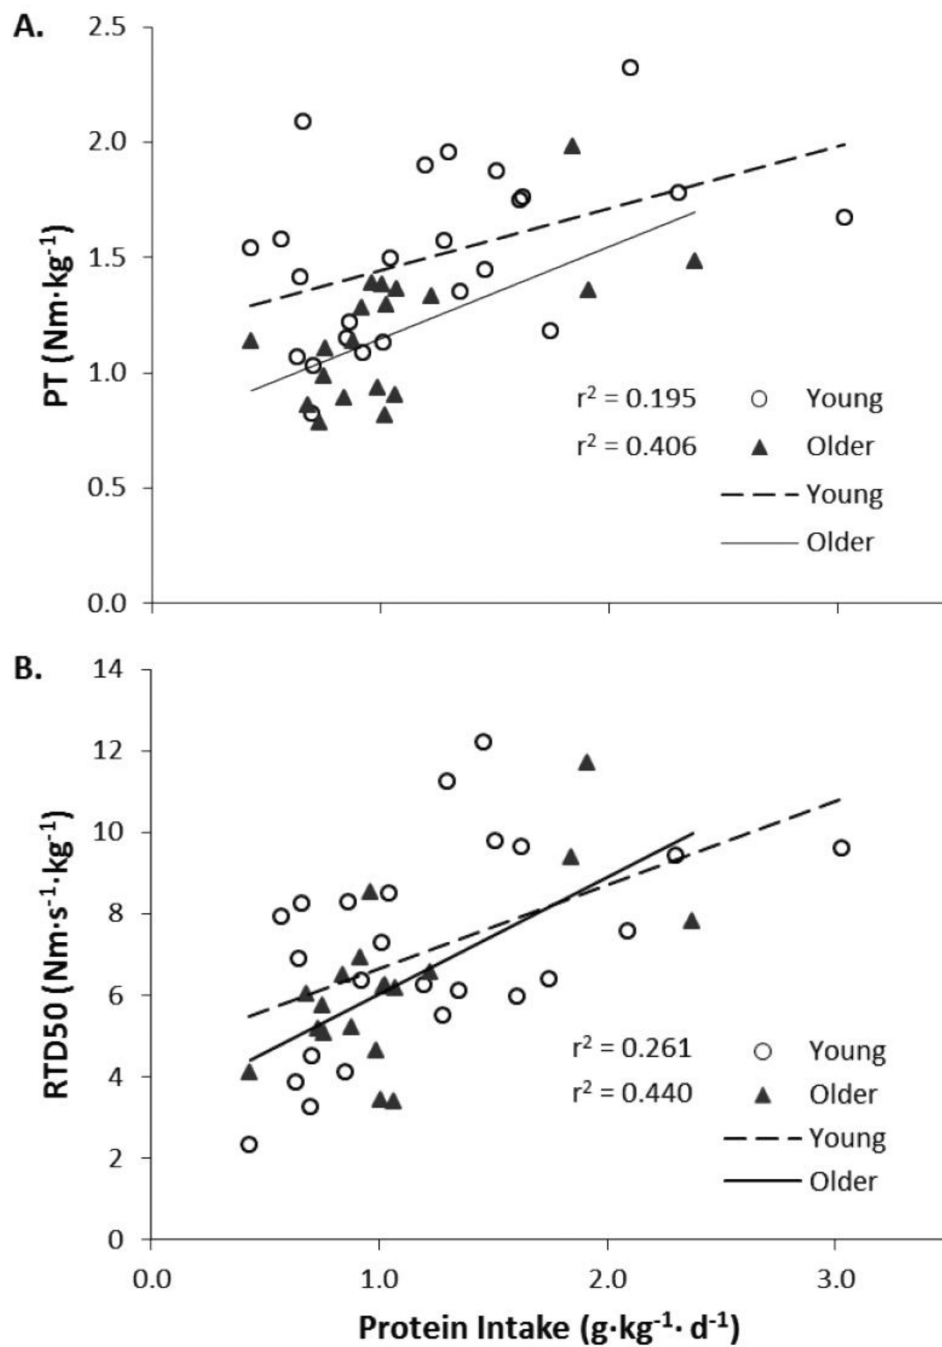 A.
2.5
2.0
1.5
1.0
0.5
0.0
PT (Nm·kg⁻¹)
r² = 0.195 Young
r² = 0.406 Older
Young
Older
B.
14
12
10
8
6
4
2
0
RTD50 (Nm·s⁻¹·kg⁻¹)
r² = 0.261 Young
r² = 0.440 Older
Young
Older
0.0 1.0 2.0 3.0
Protein Intake (g·kg⁻¹· d⁻¹)